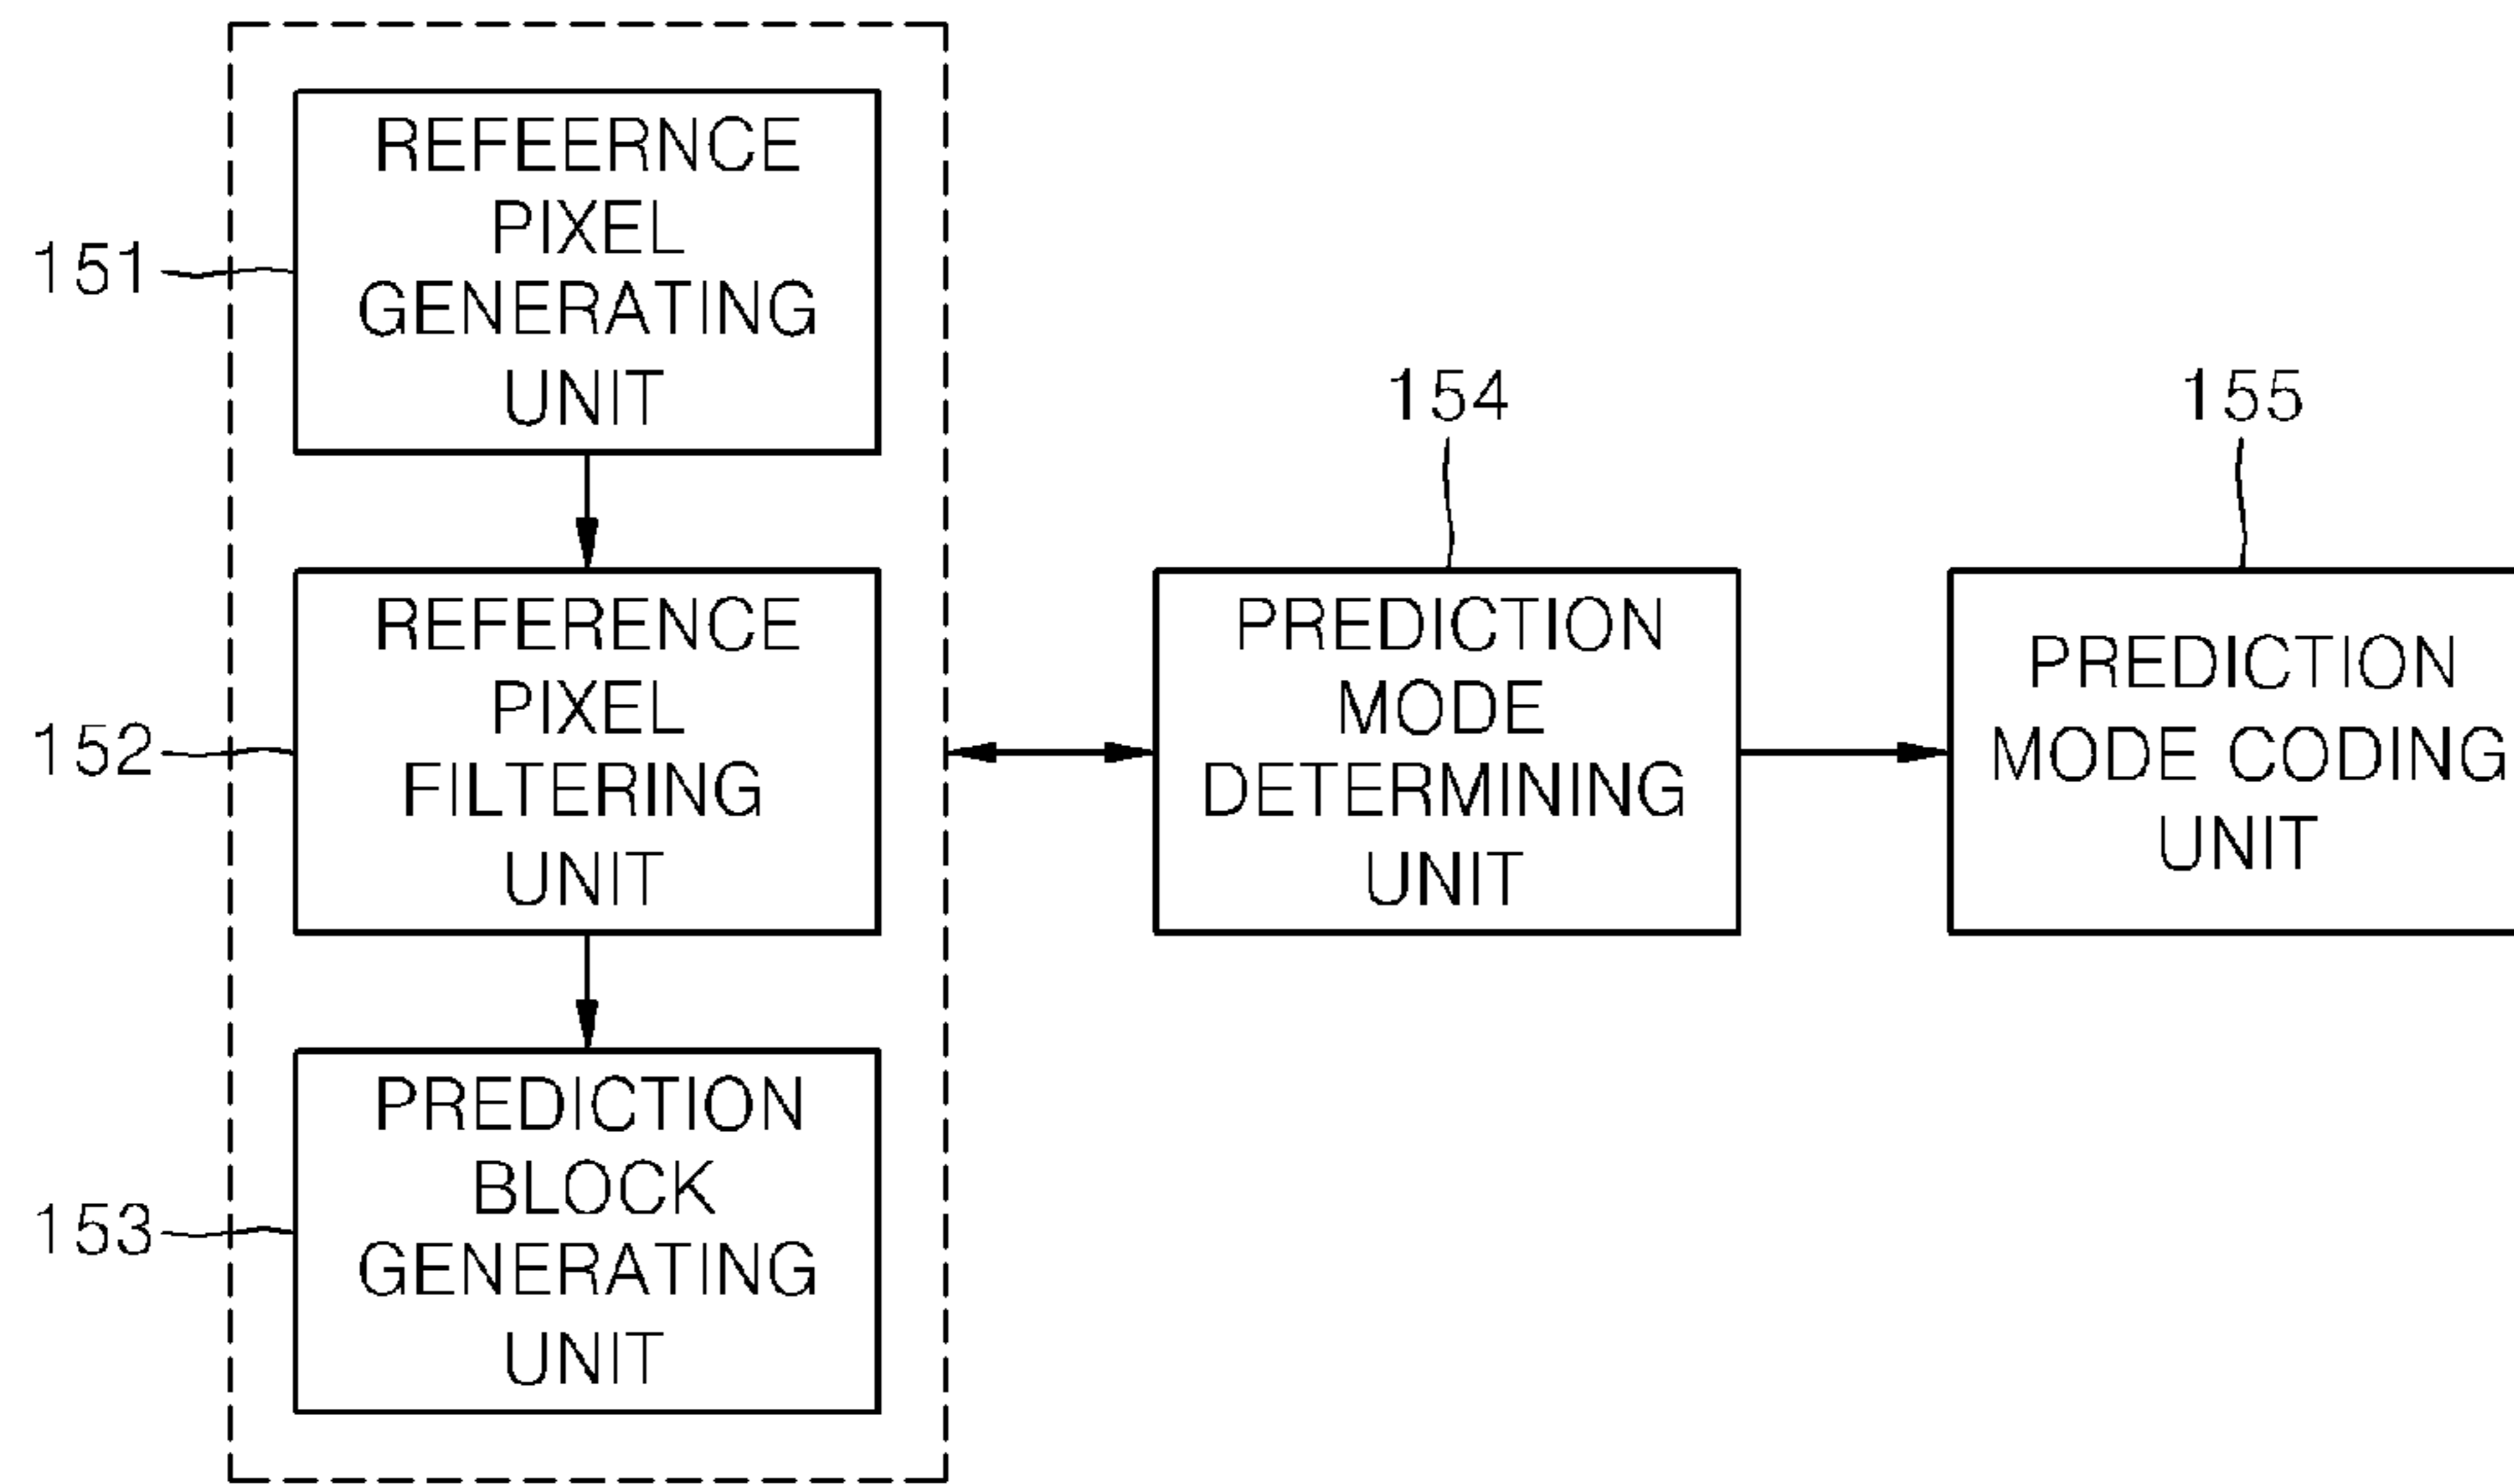 151
REFEERNCE
PIXEL
GENERATING
UNIT
152
REFERENCE
PIXEL
FILTERING
UNIT
153
PREDICTION
BLOCK
GENERATING
UNIT
154
PREDICTION
MODE
DETERMINING
UNIT
155
PREDICTION
MODE CODING
UNIT